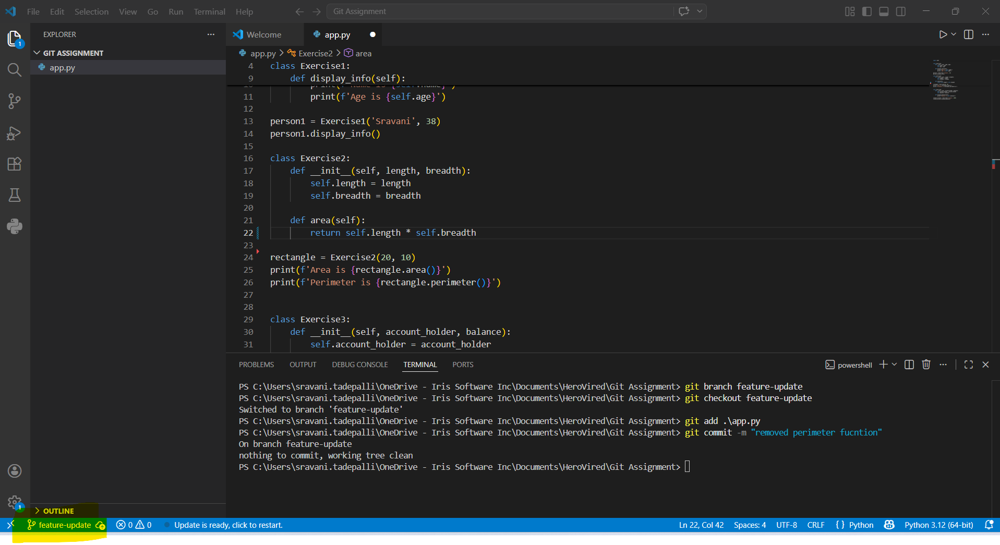 File Edit Selection View Go Run Terminal Help
Git Assignment
EXPLORER
GIT ASSIGNMENT
app.py
Welcome
app.py
app.py > Exercise2 > area
4 class Exercise1:
9 def display_info(self):
10 print(f'Name is {self.name}')
11 print(f'Age is {self.age}')
12
13 person1 = Exercise1('Sravani', 38)
14 person1.display_info()
15
16 class Exercise2:
17 def __init__(self, length, breadth):
18 self.length = length
19 self.breadth = breadth
20
21 def area(self):
22 return self.length * self.breadth
23
24 rectangle = Exercise2(20, 10)
25 print(f'Area is {rectangle.area()}')
26 print(f'Perimeter is {rectangle.perimeter()}')
27
28
29 class Exercise3:
30 def __init__(self, account_holder, balance):
31 self.account_holder = account_holder
PROBLEMS OUTPUT DEBUG CONSOLE TERMINAL PORTS
powershell
PS C:\Users\sravani.tadepalli\OneDrive - Iris Software Inc\Documents\HeroVired\Git Assignment> git branch feature-update
PS C:\Users\sravani.tadepalli\OneDrive - Iris Software Inc\Documents\HeroVired\Git Assignment> git checkout feature-update
Switched to branch 'feature-update'
PS C:\Users\sravani.tadepalli\OneDrive - Iris Software Inc\Documents\HeroVired\Git Assignment> git add .\app.py
PS C:\Users\sravani.tadepalli\OneDrive - Iris Software Inc\Documents\HeroVired\Git Assignment> git commit -m "removed perimeter fucntion"
On branch feature-update
nothing to commit, working tree clean
PS C:\Users\sravani.tadepalli\OneDrive - Iris Software Inc\Documents\HeroVired\Git Assignment>
1
1
OUTLINE
feature-update 0 0 Update is ready, click to restart. Ln 22, Col 42 Spaces: 4 UTF-8 CRLF { } Python Python 3.12 (64-bit)